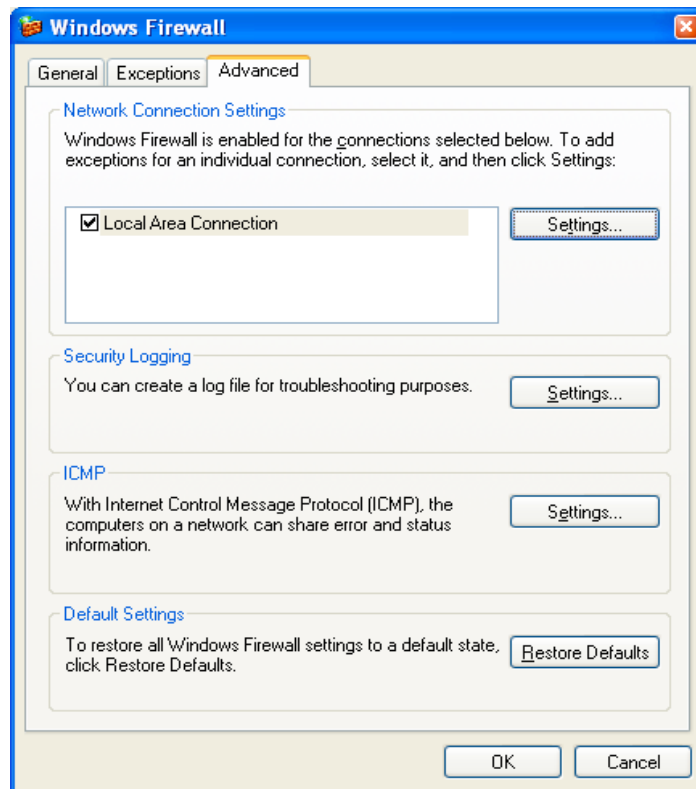 Windows Firewall
General Exceptions Advanced
Network Connection Settings
Windows Firewall is enabled for the connections selected below. To add
exceptions for an individual connection, select it, and then click Settings:
Local Area Connection
Settings...
Security Logging
You can create a log file for troubleshooting purposes.
Settings...
ICMP
With Internet Control Message Protocol (ICMP), the
computers on a network can share error and status
information.
Settings...
Default Settings
To restore all Windows Firewall settings to a default state,
click Restore Defaults.
Restore Defaults
OK Cancel